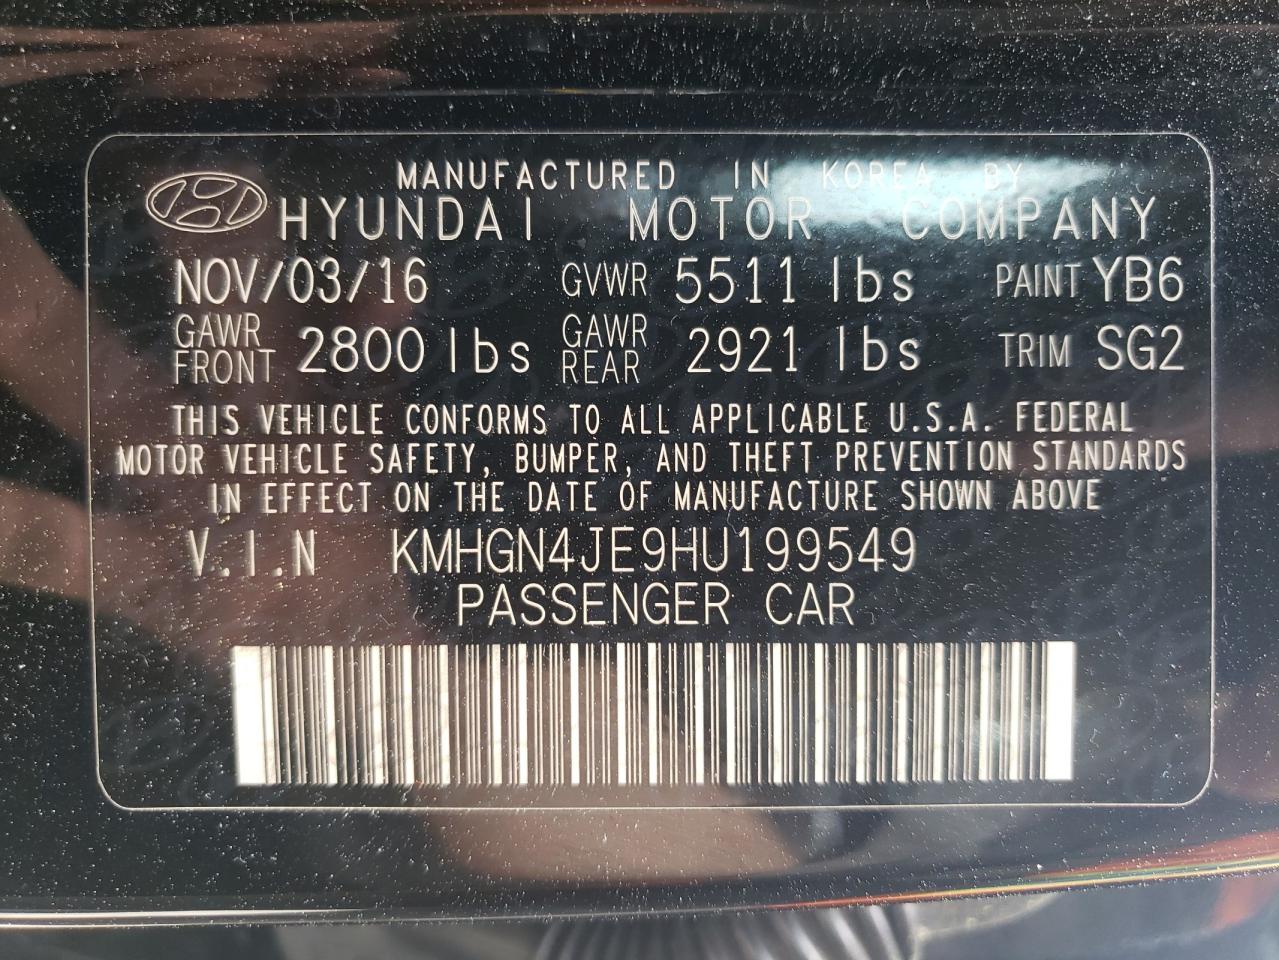 MANUFACTURED IN KOREA BY
HYUNDAI MOTOR COMPANY
NOV/03/16 GVWR 5511 lbs PAINT YB6
GAWR FRONT 2800 lbs GAWR REAR 2921 lbs TRIM SG2
THIS VEHICLE CONFORMS TO ALL APPLICABLE U.S.A. FEDERAL
MOTOR VEHICLE SAFETY, BUMPER, AND THEFT PREVENTION STANDARDS
IN EFFECT ON THE DATE OF MANUFACTURE SHOWN ABOVE
V.I.N KMHGN4JE9HU199549
PASSENGER CAR